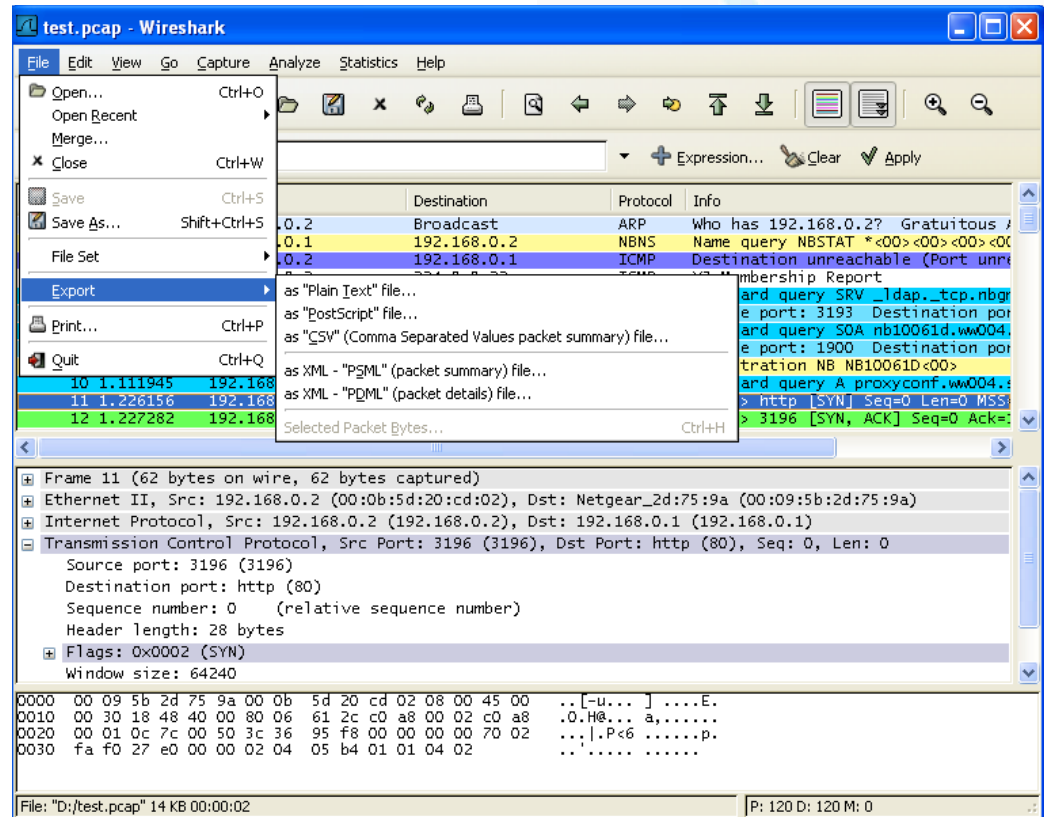 test.pcap - Wireshark
File Edit View Go Capture Analyze Statistics Help
Open... Ctrl+O
Open Recent
Merge...
Close Ctrl+W
Save Ctrl+S
Save As... Shift+Ctrl+S
File Set
Export
Print... Ctrl+P
Quit Ctrl+Q
Expression... Clear Apply
Destination Protocol Info
.0.2 Broadcast ARP Who has 192.168.0.2? Gratuitous
.0.1 192.168.0.2 NBNS Name query NBSTAT *<00><00><00><00
.0.2 192.168.0.1 ICMP Destination unreachable (Port unre
Membership Report
as "Plain Text" file...
as "PostScript" file...
as "CSV" (Comma Separated Values packet summary) file...
as XML - "PSML" (packet summary) file...
as XML - "PDML" (packet details) file...
Selected Packet Bytes... Ctrl+H
ard query SRV _ldap._tcp.nbgm
e port: 3193 Destination por
ard query SOA nb10061d.ww004.
e port: 1900 Destination por
tration NB NB10061D<00>
10 1.111945 192.168 ard query A proxyconf.ww004.s
11 1.226156 192.168 > http [SYN] Seq=0 Len=0 MSS
12 1.227282 192.168 > 3196 [SYN, ACK] Seq=0 Ack=
Frame 11 (62 bytes on wire, 62 bytes captured)
Ethernet II, Src: 192.168.0.2 (00:0b:5d:20:cd:02), Dst: Netgear_2d:75:9a (00:09:5b:2d:75:9a)
Internet Protocol, Src: 192.168.0.2 (192.168.0.2), Dst: 192.168.0.1 (192.168.0.1)
Transmission Control Protocol, Src Port: 3196 (3196), Dst Port: http (80), Seq: 0, Len: 0
Source port: 3196 (3196)
Destination port: http (80)
Sequence number: 0 (relative sequence number)
Header length: 28 bytes
Flags: 0x0002 (SYN)
Window size: 64240
0000 00 09 5b 2d 75 9a 00 0b 5d 20 cd 02 08 00 45 00 ..[-u... ] ....E.
0010 00 30 18 48 40 00 80 06 61 2c c0 a8 00 02 c0 a8 .0.H@... a,......
0020 00 01 0c 7c 00 50 3c 36 95 f8 00 00 00 00 70 02 ...|.P<6 ......p.
0030 fa f0 27 e0 00 00 02 04 05 b4 01 01 04 02 ..'..... ......
File: "D:/test.pcap" 14 KB 00:00:02 P: 120 D: 120 M: 0